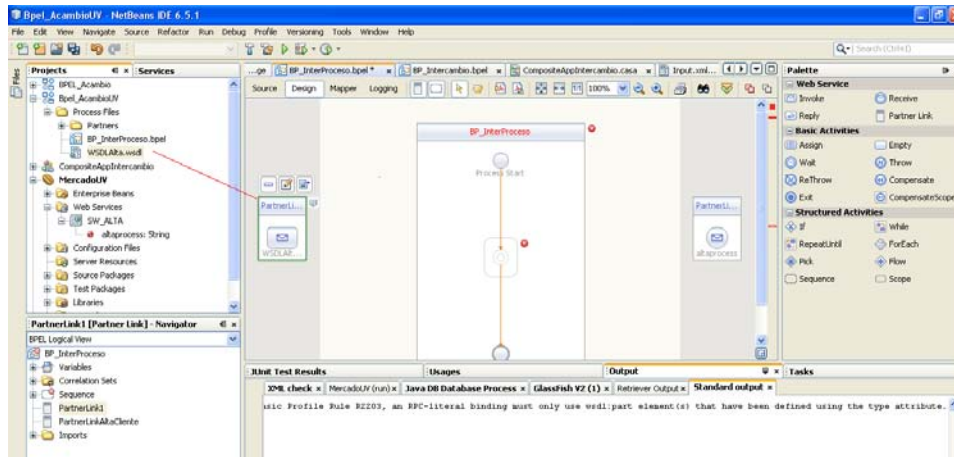 Bpel_AcambioUV - NetBeans IDE 6.5.1
File Edit View Navigate Source Refactor Run Debug Profile Versioning Tools Window Help
Search (Ctrl+I)
Files
Projects
Services
BPEL_Acambio
Bpel_AcambioUV
Process Files
Partners
BP_InterProceso.bpel
WSDLAlta.wsdl
CompositeAppIntercambio
MercadoUV
Enterprise Beans
Web Services
SW_ALTA
altaprocess: String
Configuration Files
Server Resources
Source Packages
Test Packages
Libraries
PartnerLink1 [Partner Link] - Navigator
BPEL Logical View
BP_InterProceso
Variables
Correlation Sets
Sequence
PartnerLink1
PartnerLinkAltaCliente
Imports
...ge BP_InterProceso.bpel * BP_Intercambio.bpel CompositeAppIntercambio.casa Input.xml...
Source Design Mapper Logging 100%
BP_InterProceso
Process Start
PartnerLi...
WSDLAlt...
PartnerLi...
altaprocess
Palette
Web Service
Invoke Receive
Reply Partner Link
Basic Activities
Assign Empty
Wait Throw
ReThrow Compensate
Exit CompensateScope
Structured Activities
If While
RepeatUntil ForEach
Pick Flow
Sequence Scope
JUnit Test Results Usages Output Tasks
XML check MercadoUV (run) Java DB Database Process GlassFish V2 (1) Retriever Output Standard output
asic Profile Rule R2203, an RPC-literal binding must only use wsdl:part element(s) that have been defined using the type attribute.